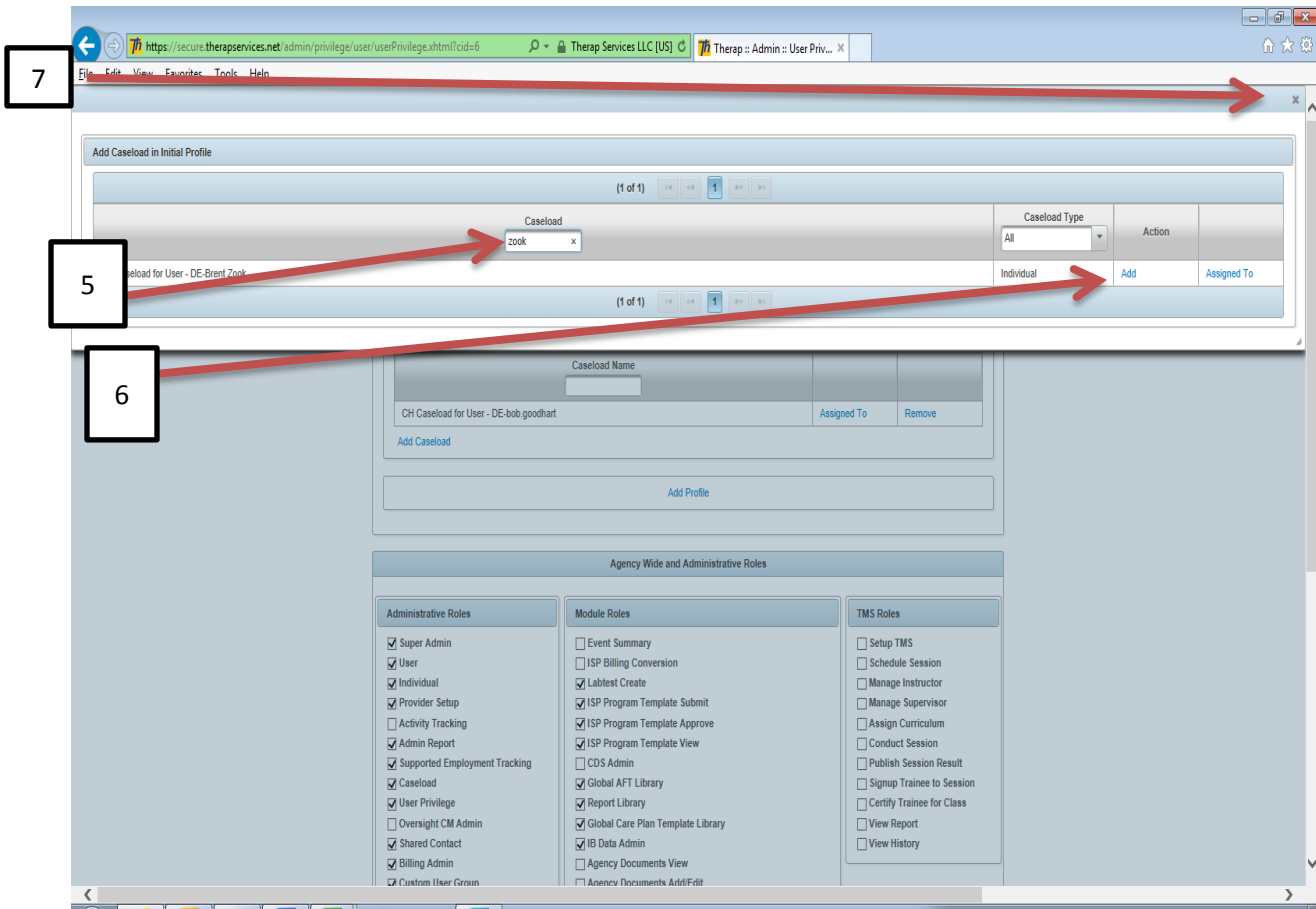 https://secure.therapservices.net/admin/privilege/user/userPrivilege.xhtml?cid=6
Therap Services LLC [US]
Th Therap :: Admin :: User Priv...
7
File Edit View Favorites Tools Help
Add Caseload in Initial Profile
(1 of 1) 1
Caseload
Caseload Type
Action
zook x
All
5
seload for User - DE-Brent Zook
Individual
Add
Assigned To
(1 of 1) 1
6
Caseload Name
CH Caseload for User - DE-bob.goodhart
Assigned To
Remove
Add Caseload
Add Profile
Agency Wide and Administrative Roles
Administrative Roles
Super Admin
User
Individual
Provider Setup
Activity Tracking
Admin Report
Supported Employment Tracking
Caseload
User Privilege
Oversight CM Admin
Shared Contact
Billing Admin
Custom User Group
Module Roles
Event Summary
ISP Billing Conversion
Labtest Create
ISP Program Template Submit
ISP Program Template Approve
ISP Program Template View
CDS Admin
Global AFT Library
Report Library
Global Care Plan Template Library
IB Data Admin
Agency Documents View
Agency Documents Add/Edit
TMS Roles
Setup TMS
Schedule Session
Manage Instructor
Manage Supervisor
Assign Curriculum
Conduct Session
Publish Session Result
Signup Trainee to Session
Certify Trainee for Class
View Report
View History